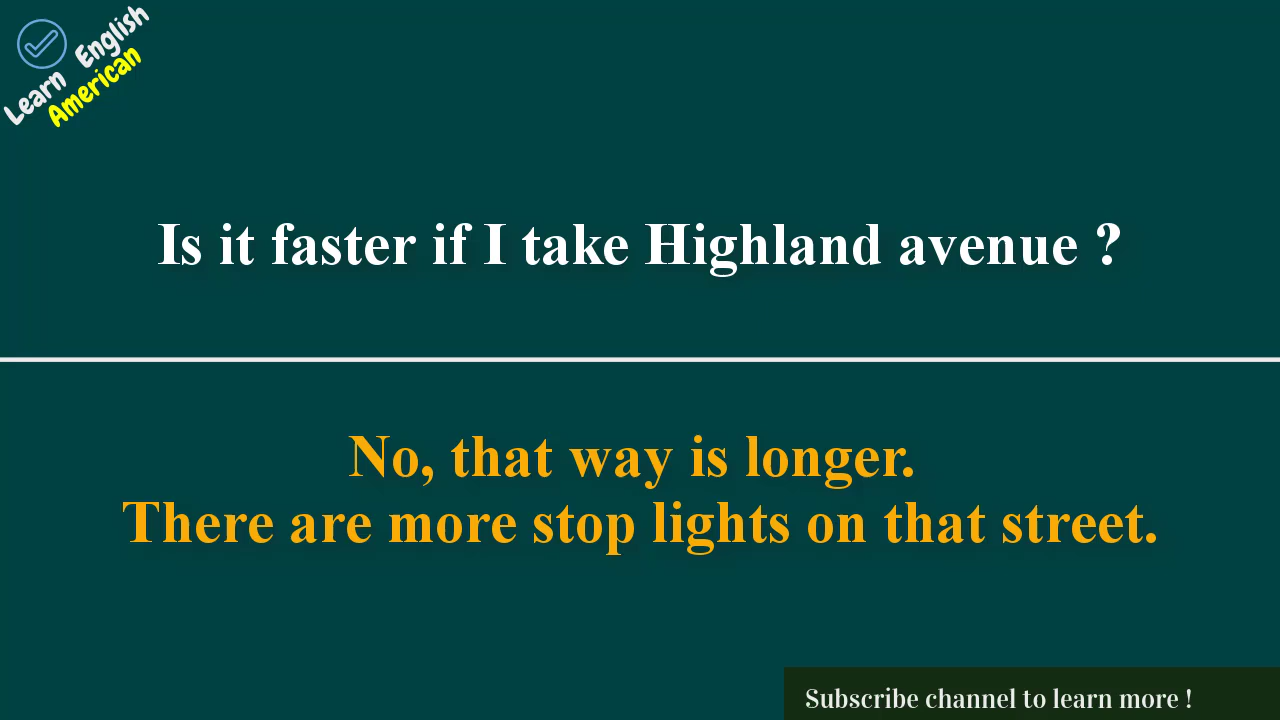 Learn English
American
Is it faster if I take Highland avenue ?
No, that way is longer.
There are more stop lights on that street.
Subscribe channel to learn more !